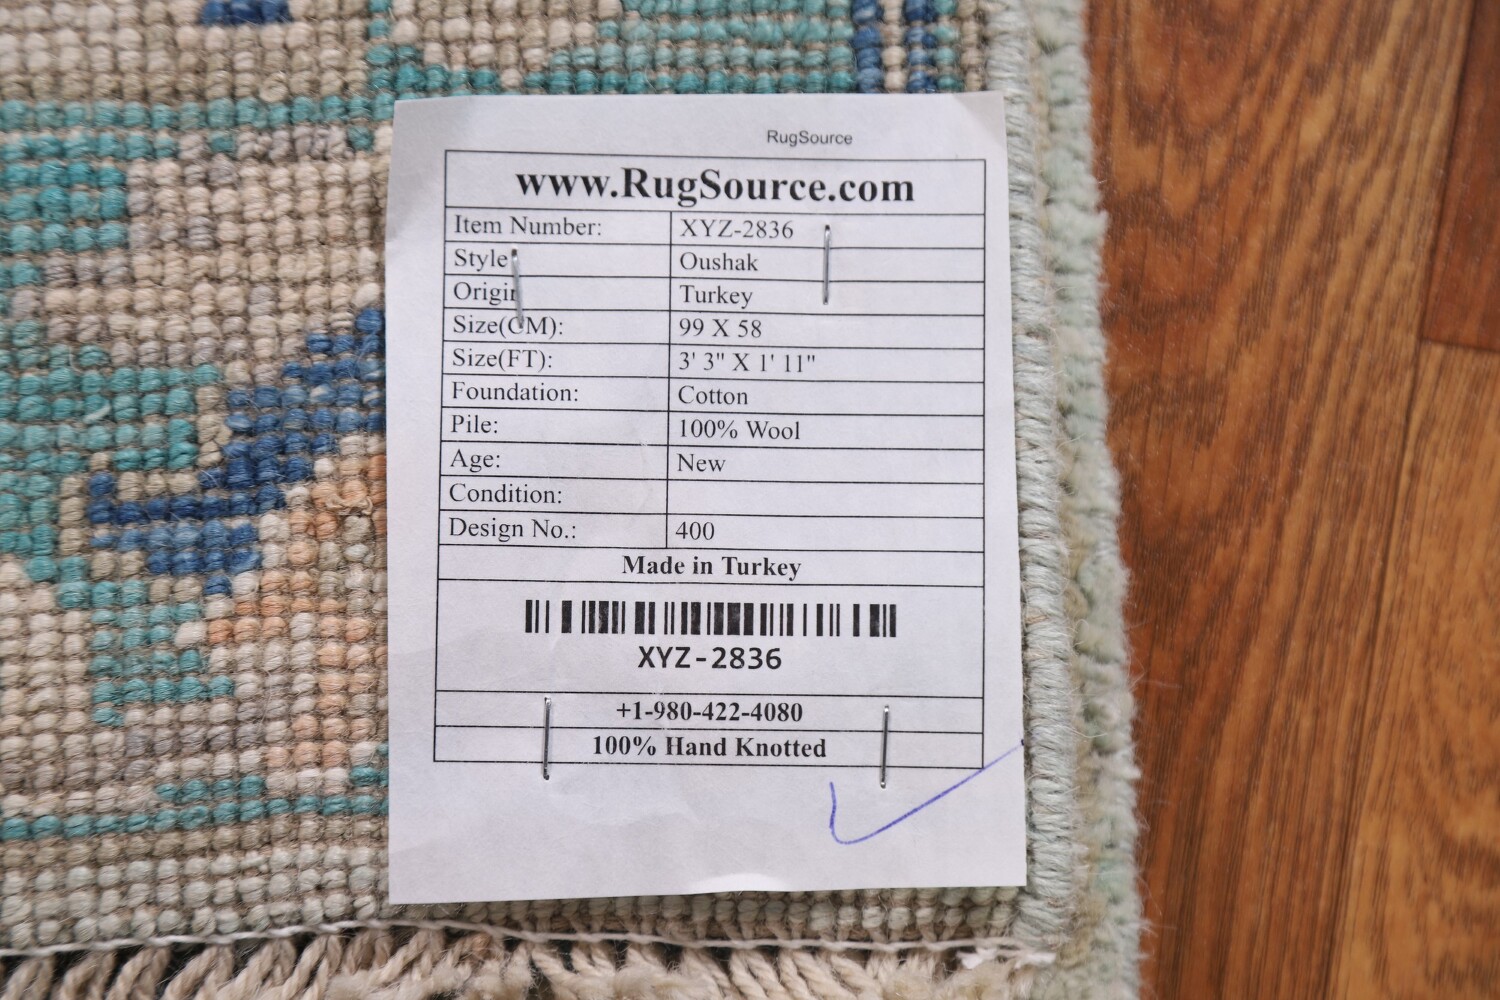 RugSource
www.RugSource.com
Item Number: XYZ-2836
Style Oushak
Origin Turkey
Size(CM): 99 X 58
Size(FT): 3' 3" X 1' 11"
Foundation: Cotton
Pile: 100% Wool
Age: New
Condition:
Design No.: 400
Made in Turkey
XYZ-2836
+1-980-422-4080
100% Hand Knotted